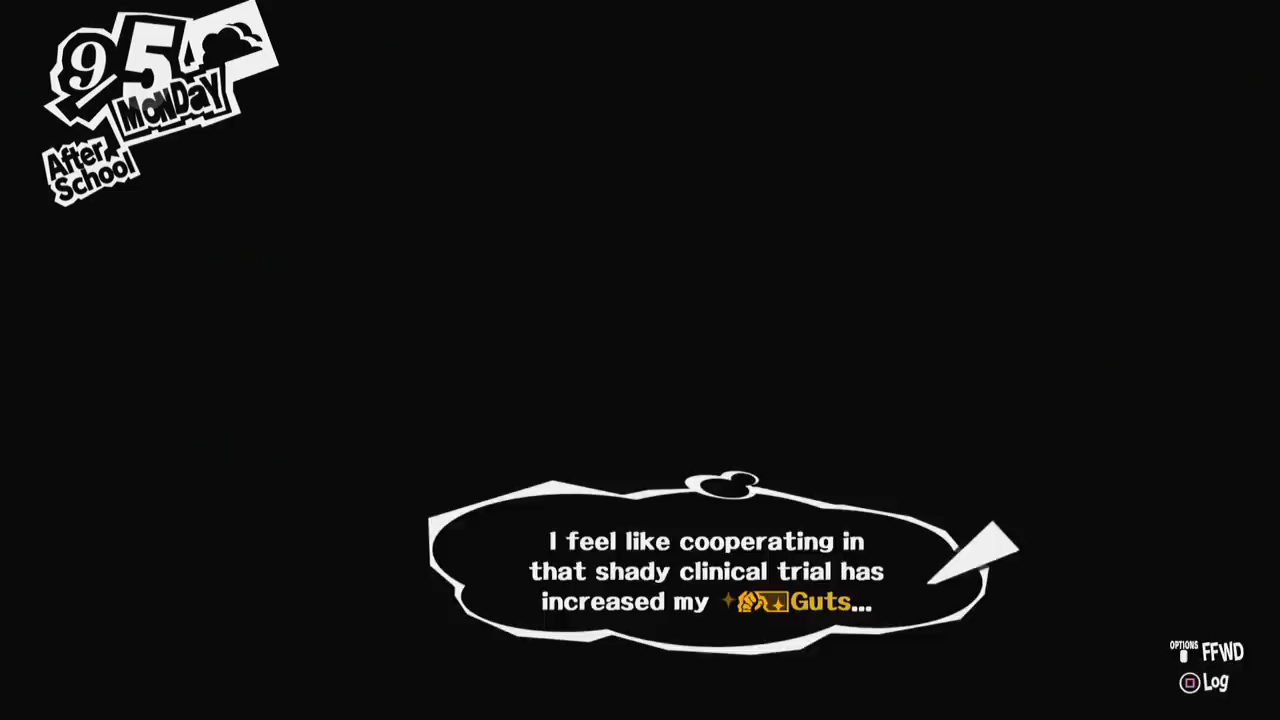 9/5
MONDAY
After
School
I feel like cooperating in
that shady clinical trial has
increased my Guts...
OPTIONS FFWD
Log